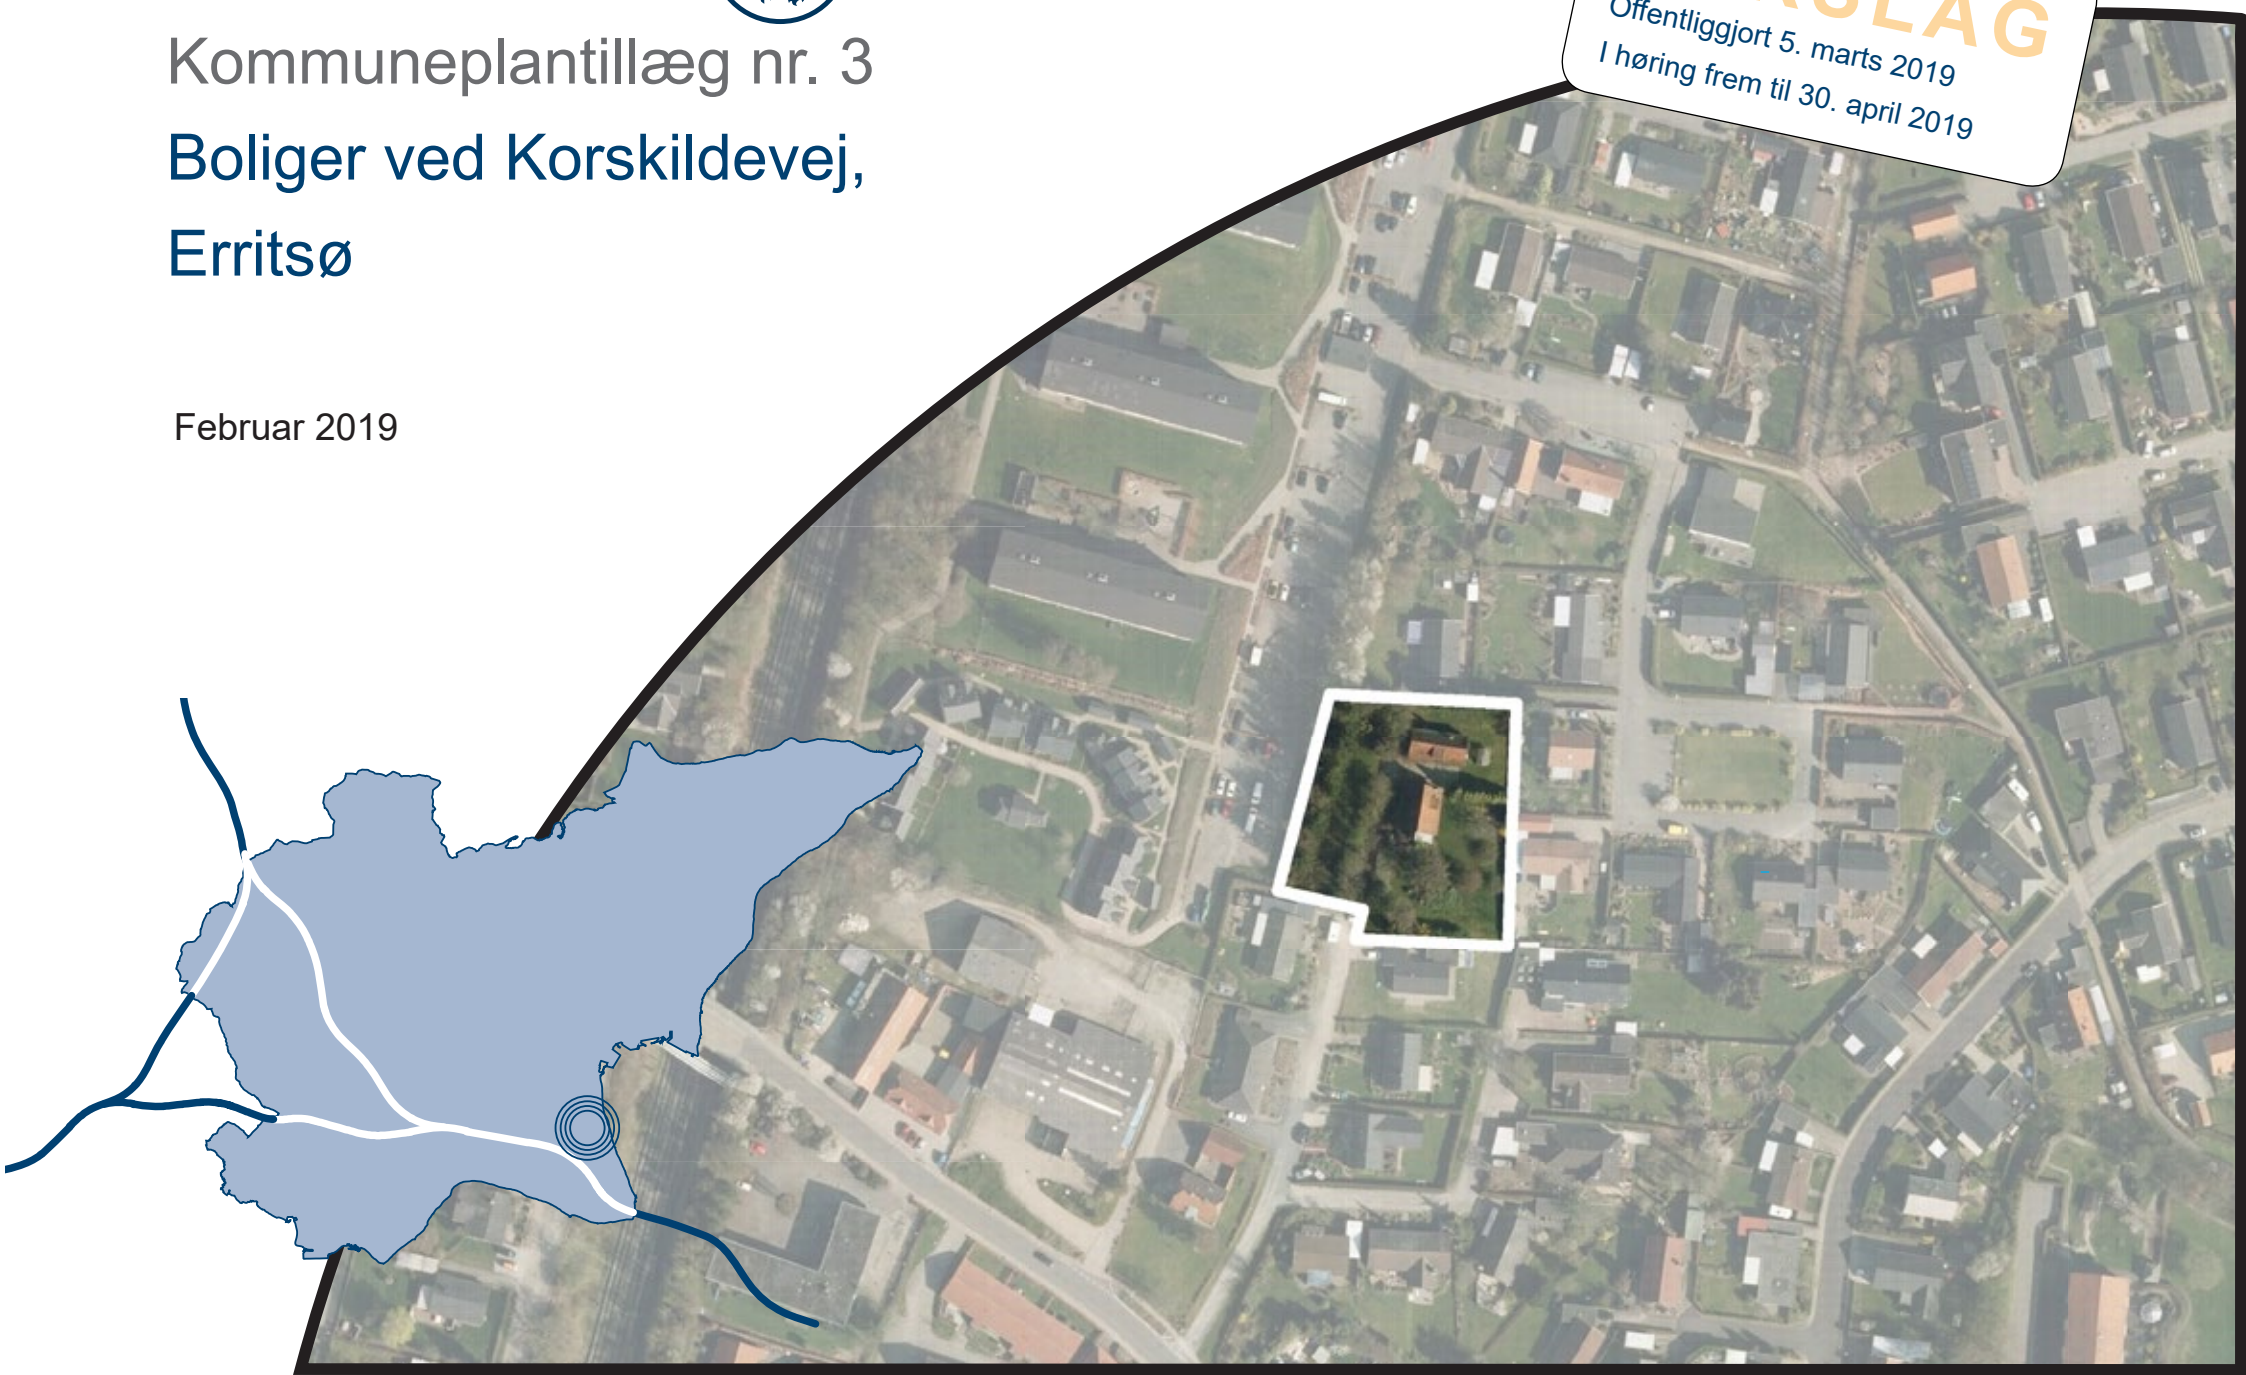 Kommuneplantillæg nr. 3
Boliger ved Korskildevej,
Erritsø
Februar 2019
Offentliggjort 5. marts 2019
I høring frem til 30. april 2019